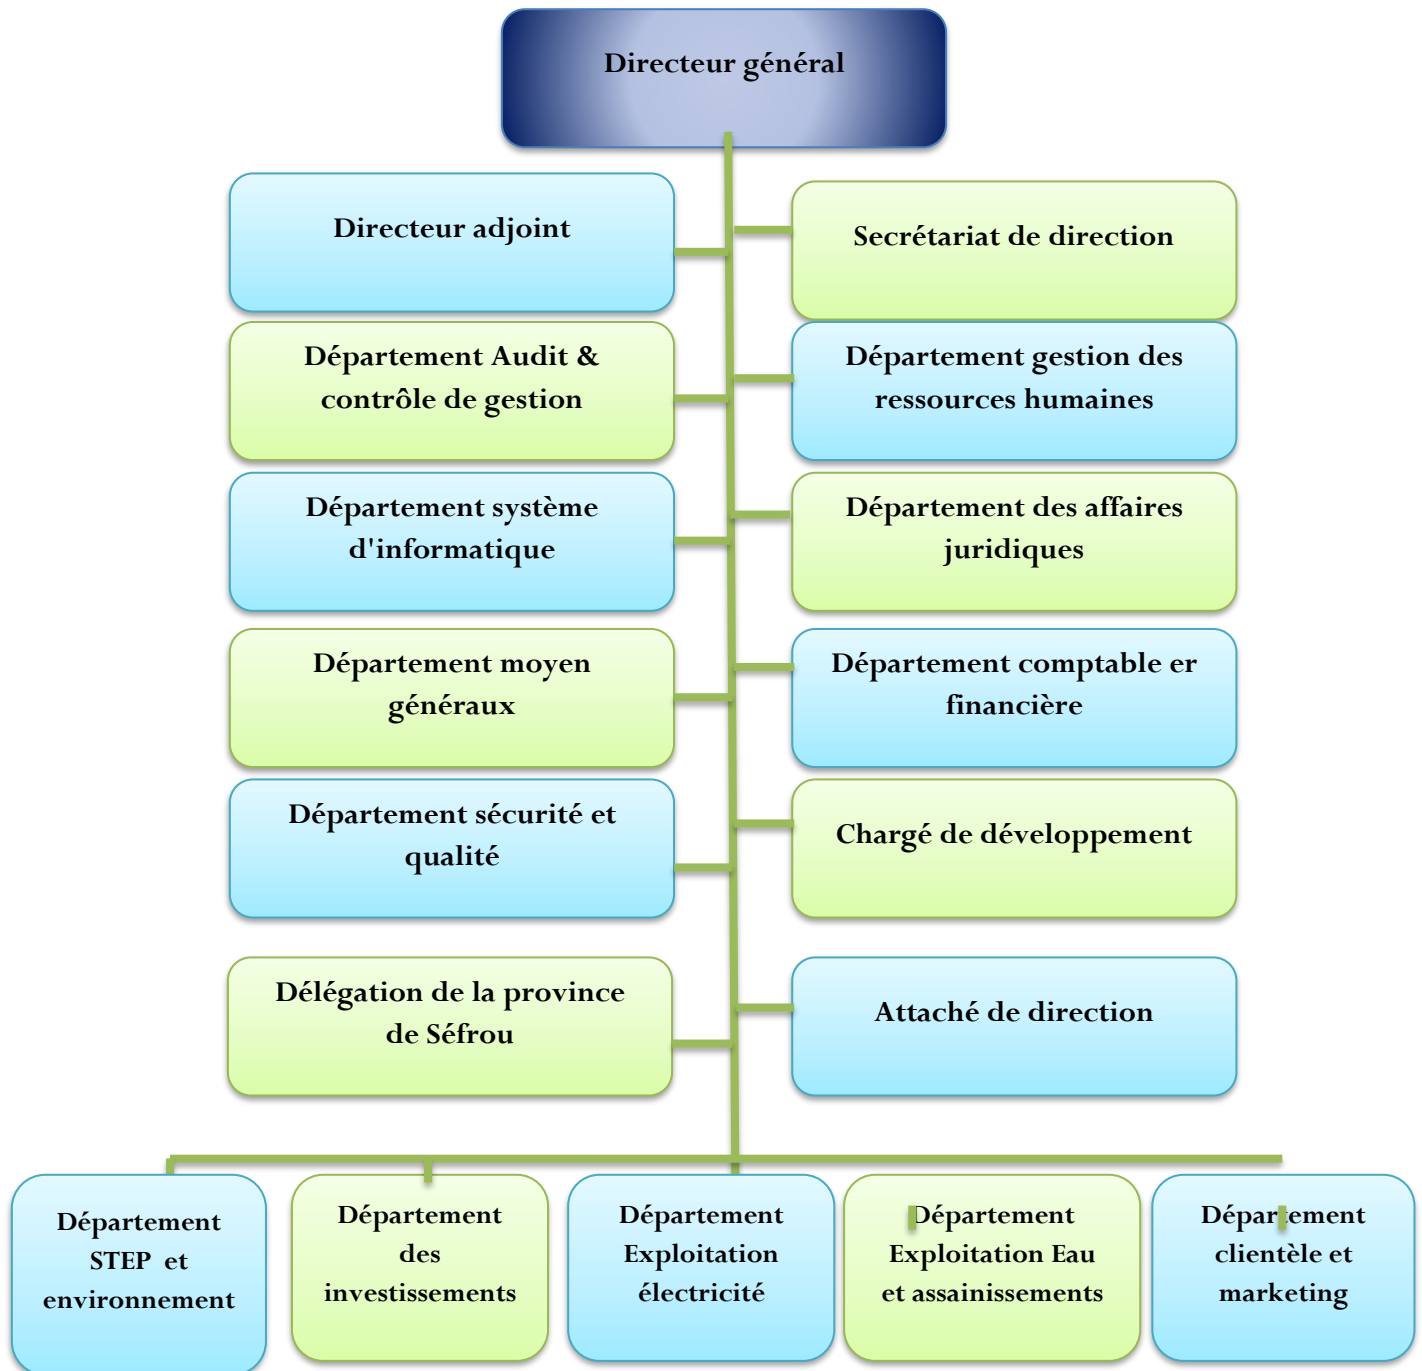 Directeur général
Directeur adjoint
Secrétariat de direction
Département Audit &
contrôle de gestion
Département gestion des
ressources humaines
Département système
d'informatique
Département des affaires
juridiques
Département moyen
généraux
Département comptable er
financière
Département sécurité et
qualité
Chargé de développement
Délégation de la province
de Séfrou
Attaché de direction
Département
STEP et
environnement
Département
des
investissements
Département
Exploitation
électricité
Département
Exploitation Eau
et assainissements
Département
clientèle et
marketing